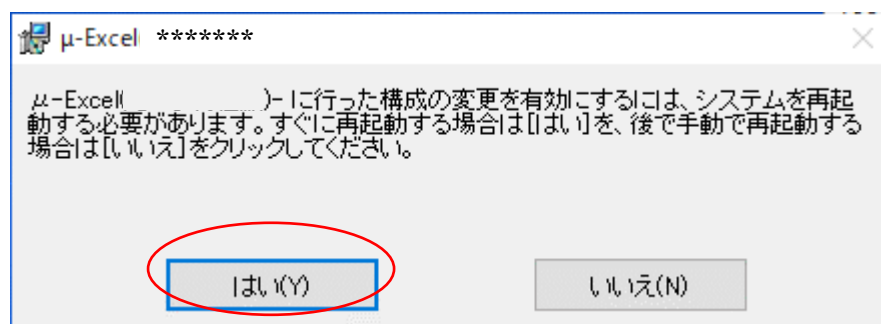 μ-Excel *******
μ-Excel( )- に行った構成の変更を有効にするには、システムを再起
動する必要があります。すぐに再起動する場合は[はい]を、後で手動で再起動する
場合は[いいえ]をクリックしてください。
はい(Y)
いいえ(N)